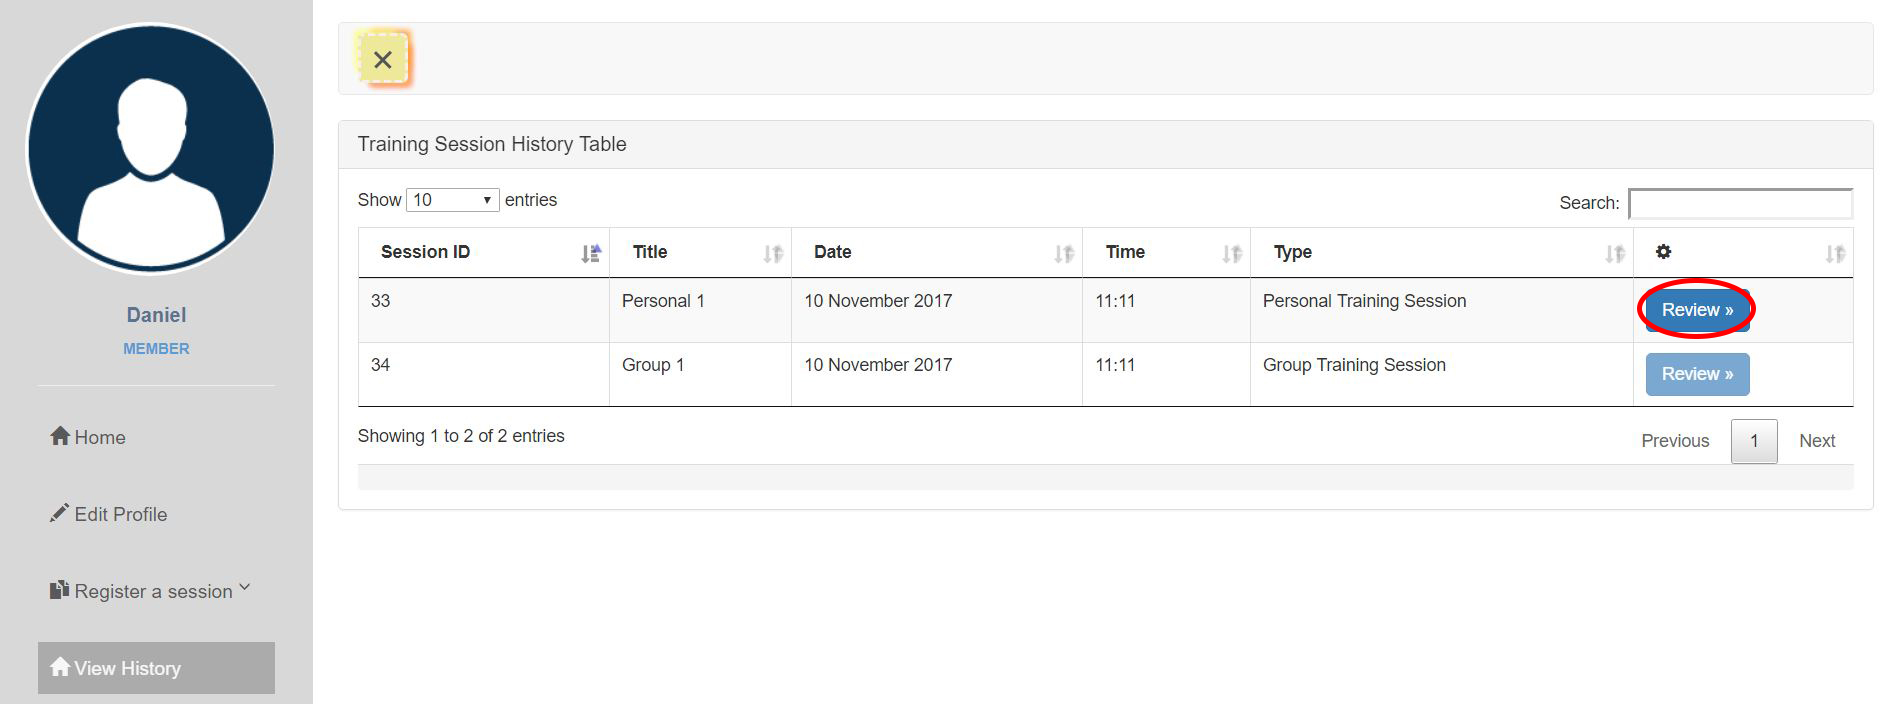 Daniel
MEMBER
Home
Edit Profile
Register a session
View History
Training Session History Table
Show 10 entries
Search:
Session ID Title Date Time Type
33 Personal 1 10 November 2017 11:11 Personal Training Session Review »
34 Group 1 10 November 2017 11:11 Group Training Session Review »
Showing 1 to 2 of 2 entries
Previous 1 Next